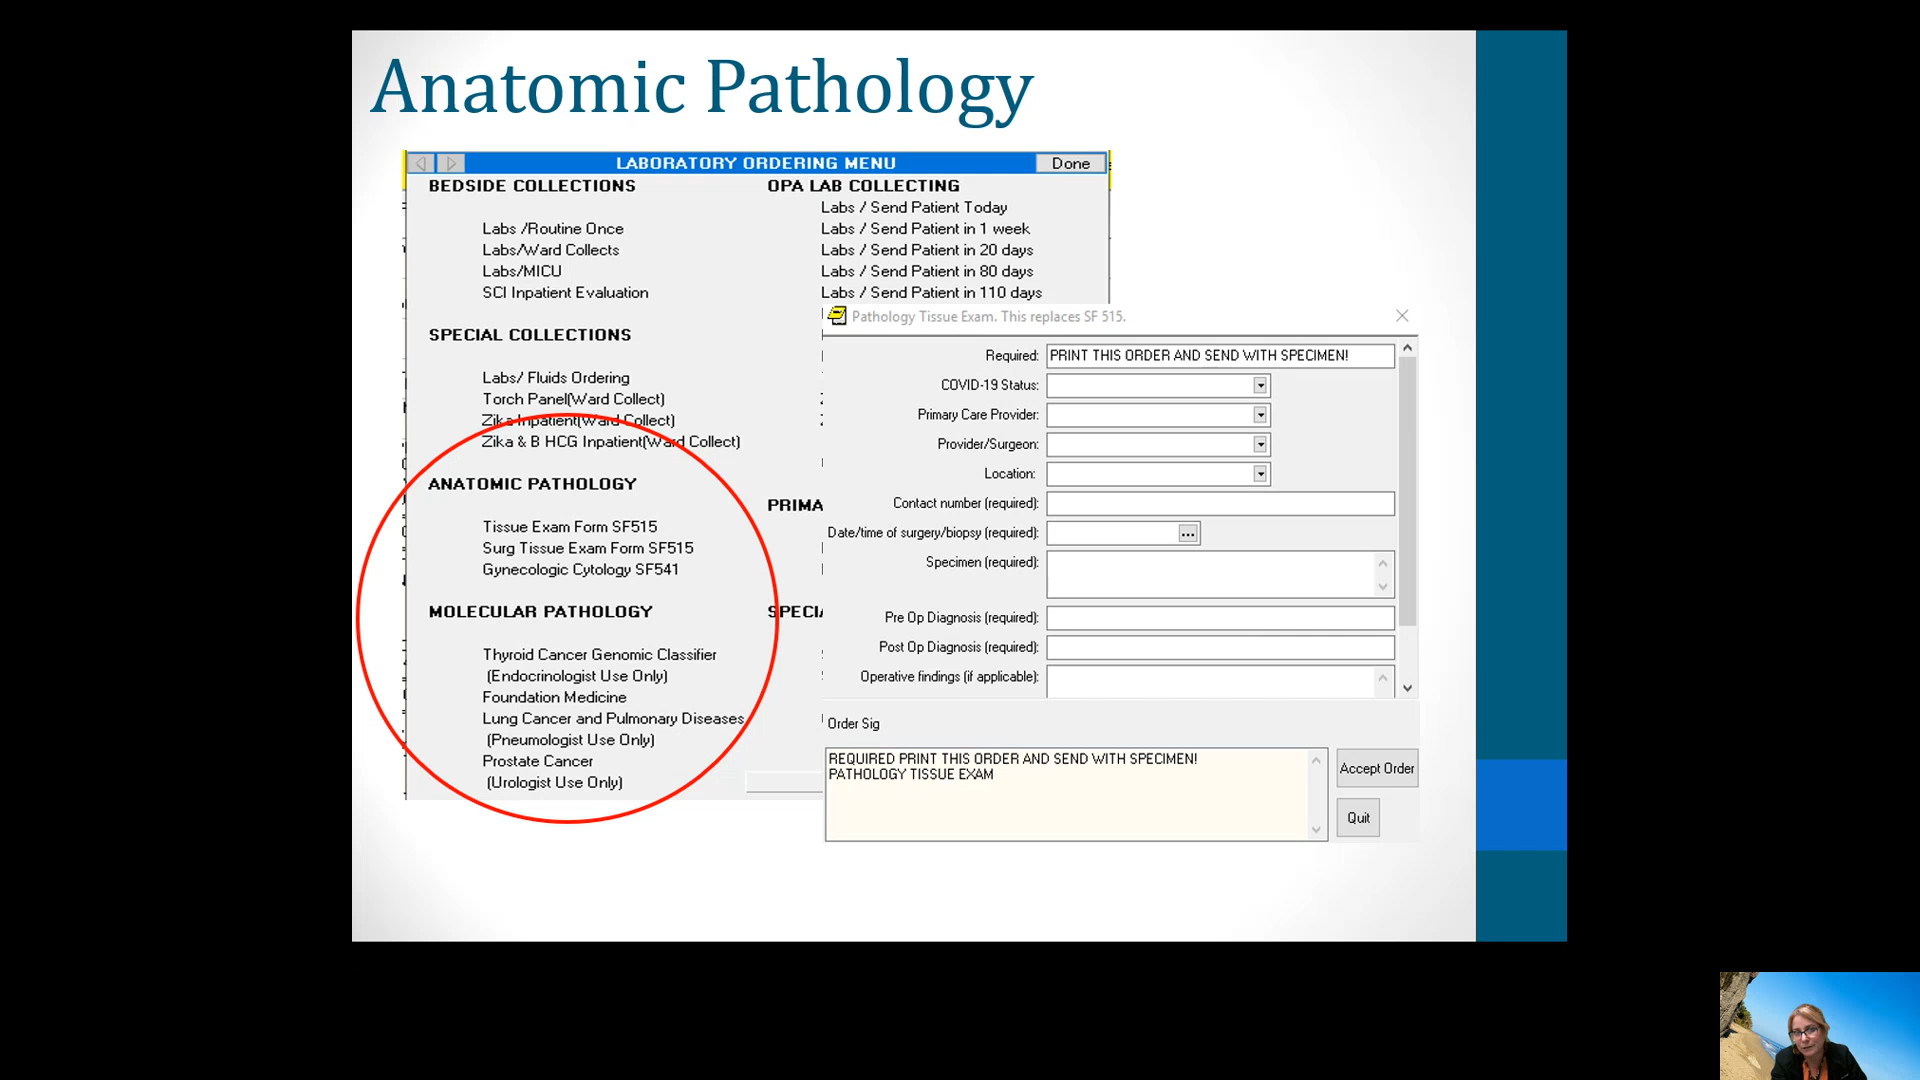 Anatomic Pathology
LABORATORY ORDERING MENU
Done
BEDSIDE COLLECTIONS
Labs /Routine Once
Labs/Ward Collects
Labs/MICU
SCI Inpatient Evaluation
SPECIAL COLLECTIONS
Labs/ Fluids Ordering
Torch Panel(Ward Collect)
Zika Inpatient(Ward Collect)
Zika & B HCG Inpatient(Ward Collect)
ANATOMIC PATHOLOGY
Tissue Exam Form SF515
Surg Tissue Exam Form SF515
Gynecologic Cytology SF541
MOLECULAR PATHOLOGY
Thyroid Cancer Genomic Classifier
(Endocrinologist Use Only)
Foundation Medicine
Lung Cancer and Pulmonary Diseases
(Pneumologist Use Only)
Prostate Cancer
(Urologist Use Only)
OPA LAB COLLECTING
Labs / Send Patient Today
Labs / Send Patient in 1 week
Labs / Send Patient in 20 days
Labs / Send Patient in 80 days
Labs / Send Patient in 110 days
PRIMA
SPECI
Pathology Tissue Exam. This replaces SF 515.
Required: PRINT THIS ORDER AND SEND WITH SPECIMEN!
COVID-19 Status:
Primary Care Provider:
Provider/Surgeon:
Location:
Contact number (required):
Date/time of surgery/biopsy (required): ...
Specimen (required):
Pre Op Diagnosis (required):
Post Op Diagnosis (required):
Operative findings (if applicable):
Order Sig
REQUIRED PRINT THIS ORDER AND SEND WITH SPECIMEN!
PATHOLOGY TISSUE EXAM
Accept Order
Quit